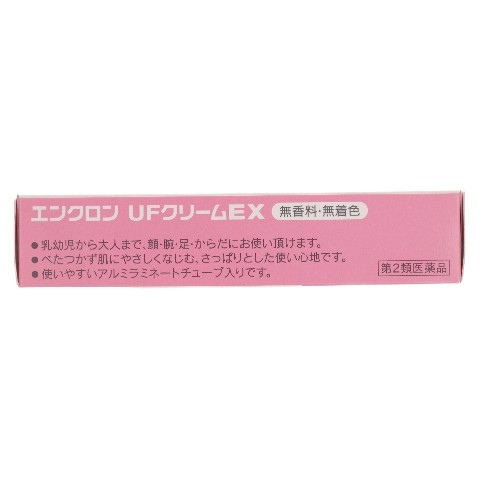 エンクロン UFクリームEX 無香料・無着色
●乳幼児から大人まで、顔・腕・足・からだにお使い頂けます。
●べたつかず肌にやさしくなじむ、さっぱりとした使い心地です。
●使いやすいアルミラミネートチューブ入りです。
第2類医薬品